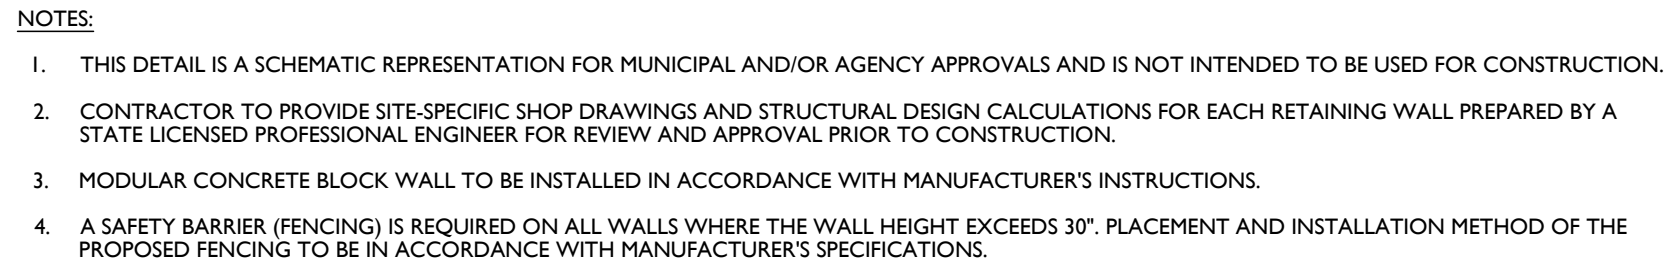 NOTES:
1. THIS DETAIL IS A SCHEMATIC REPRESENTATION FOR MUNICIPAL AND/OR AGENCY APPROVALS AND IS NOT INTENDED TO BE USED FOR CONSTRUCTION.
2. CONTRACTOR TO PROVIDE SITE-SPECIFIC SHOP DRAWINGS AND STRUCTURAL DESIGN CALCULATIONS FOR EACH RETAINING WALL PREPARED BY A
STATE LICENSED PROFESSIONAL ENGINEER FOR REVIEW AND APPROVAL PRIOR TO CONSTRUCTION.
3. MODULAR CONCRETE BLOCK WALL TO BE INSTALLED IN ACCORDANCE WITH MANUFACTURER'S INSTRUCTIONS.
4. A SAFETY BARRIER (FENCING) IS REQUIRED ON ALL WALLS WHERE THE WALL HEIGHT EXCEEDS 30". PLACEMENT AND INSTALLATION METHOD OF THE
PROPOSED FENCING TO BE IN ACCORDANCE WITH MANUFACTURER'S SPECIFICATIONS.